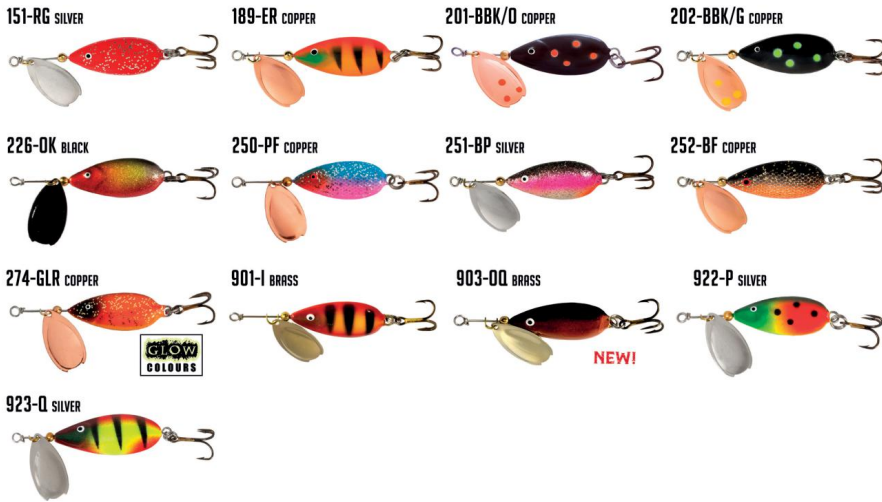 151-RG SILVER
189-ER COPPER
201-BBK/O COPPER
202-BBK/G COPPER
226-OK BLACK
250-PF COPPER
251-BP SILVER
252-BF COPPER
274-GLR COPPER
GLOW
COLOURS
901-I BRASS
903-OQ BRASS
NEW!
922-P SILVER
923-Q SILVER